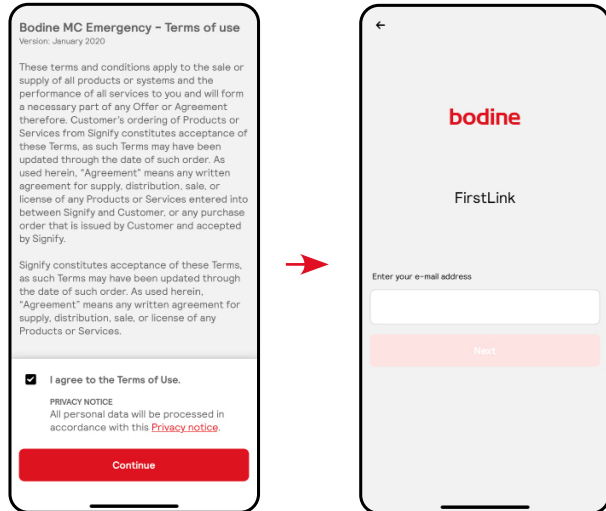 Bodine MC Emergency – Terms of use
Version: January 2020
These terms and conditions apply to the sale or
supply of all products or systems and the
performance of all services to you and will form
a necessary part of any Offer or Agreement
therefore. Customer's ordering of Products or
Services from Signify constitutes acceptance of
these Terms, as such Terms may have been
updated through the date of such order. As
used herein, "Agreement" means any written
agreement for supply, distribution, sale, or
license of any Products or Services entered into
between Signify and Customer, or any purchase
order that is issued by Customer and accepted
by Signify.
Signify constitutes acceptance of these Terms,
as such Terms may have been updated through
the date of such order. As used herein,
"Agreement" means any written agreement for
supply, distribution, sale, or license of any
Products or Services.
I agree to the Terms of Use.
PRIVACY NOTICE
All personal data will be processed in
accordance with this Privacy notice.
Continue
bodine
FirstLink
Enter your e-mail address
Next